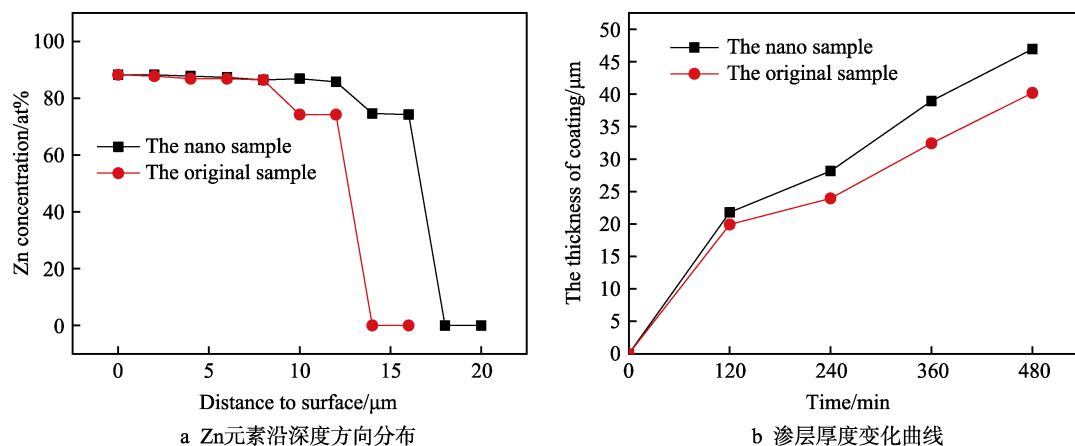 100
80
60
40
20
0
Zn concentration/at%
The nano sample
The original sample
0
5
10
15
20
Distance to surface/μm
a Zn元素沿深度方向分布
50
45
40
35
30
25
20
15
10
5
0
The thickness of coating/μm
The nano sample
The original sample
0
120
240
360
480
Time/min
b 渗层厚度变化曲线